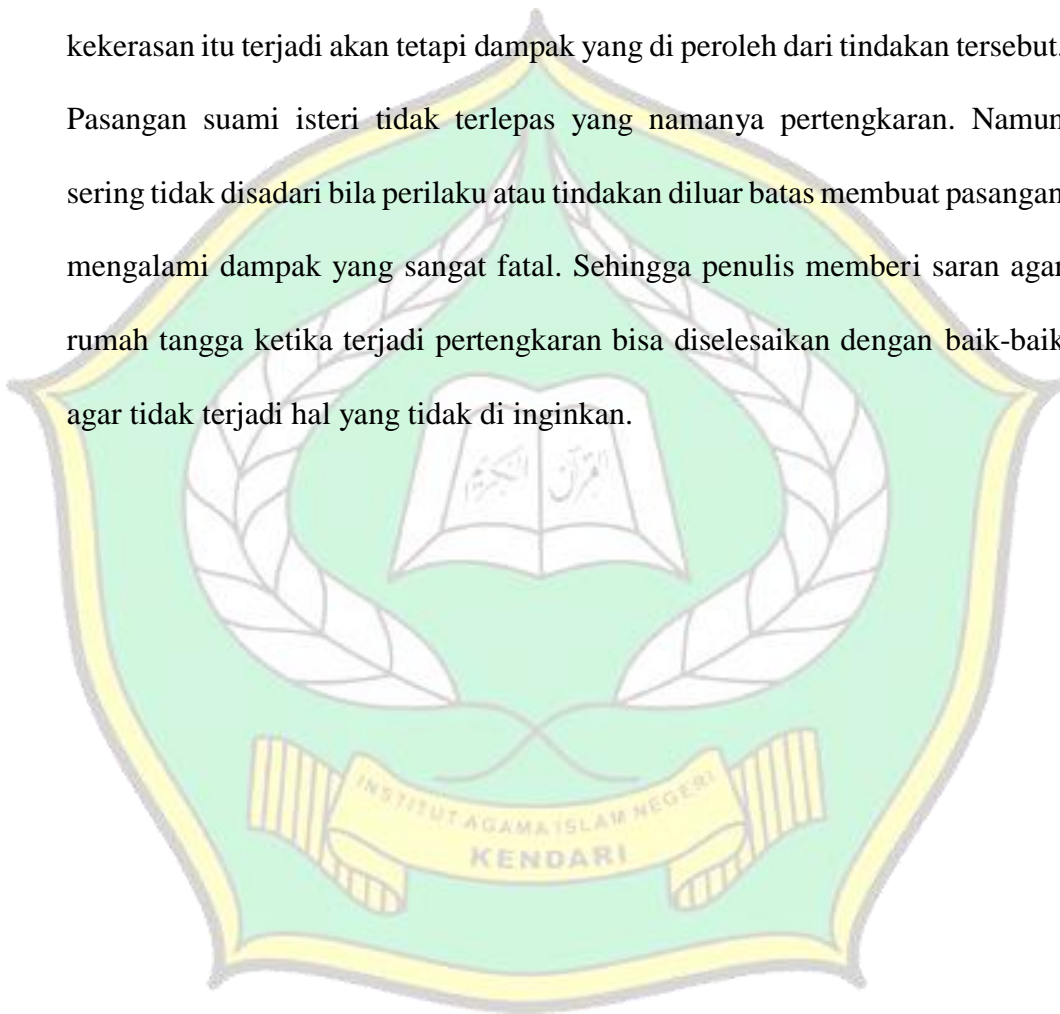 kekerasan itu terjadi akan tetapi dampak yang di peroleh dari tindakan tersebut.
Pasangan suami isteri tidak terlepas yang namanya pertengkaran. Namun
sering tidak disadari bila perilaku atau tindakan diluar batas membuat pasangan
mengalami dampak yang sangat fatal. Sehingga penulis memberi saran agar
rumah tangga ketika terjadi pertengkaran bisa diselesaikan dengan baik-baik
agar tidak terjadi hal yang tidak di inginkan.
القرآن الكريم
INSTITUT AGAMA ISLAM NEGERI
KENDARI